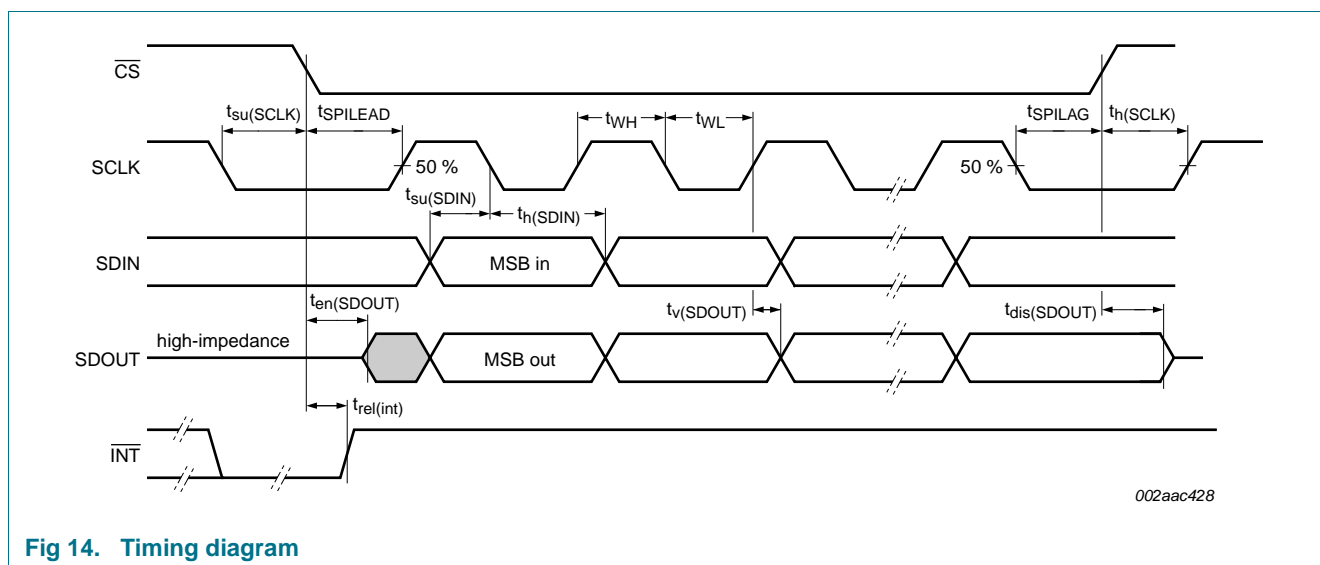 CS
tsu(SCLK) tSPILEAD tWH tWL tSPILAG th(SCLK)
SCLK 50 % 50 %
tsu(SDIN) th(SDIN)
SDIN MSB in
ten(SDOUT) tv(SDOUT) tdis(SDOUT)
high-impedance
SDOUT MSB out
trel(int)
INT
002aac428
Fig 14. Timing diagram